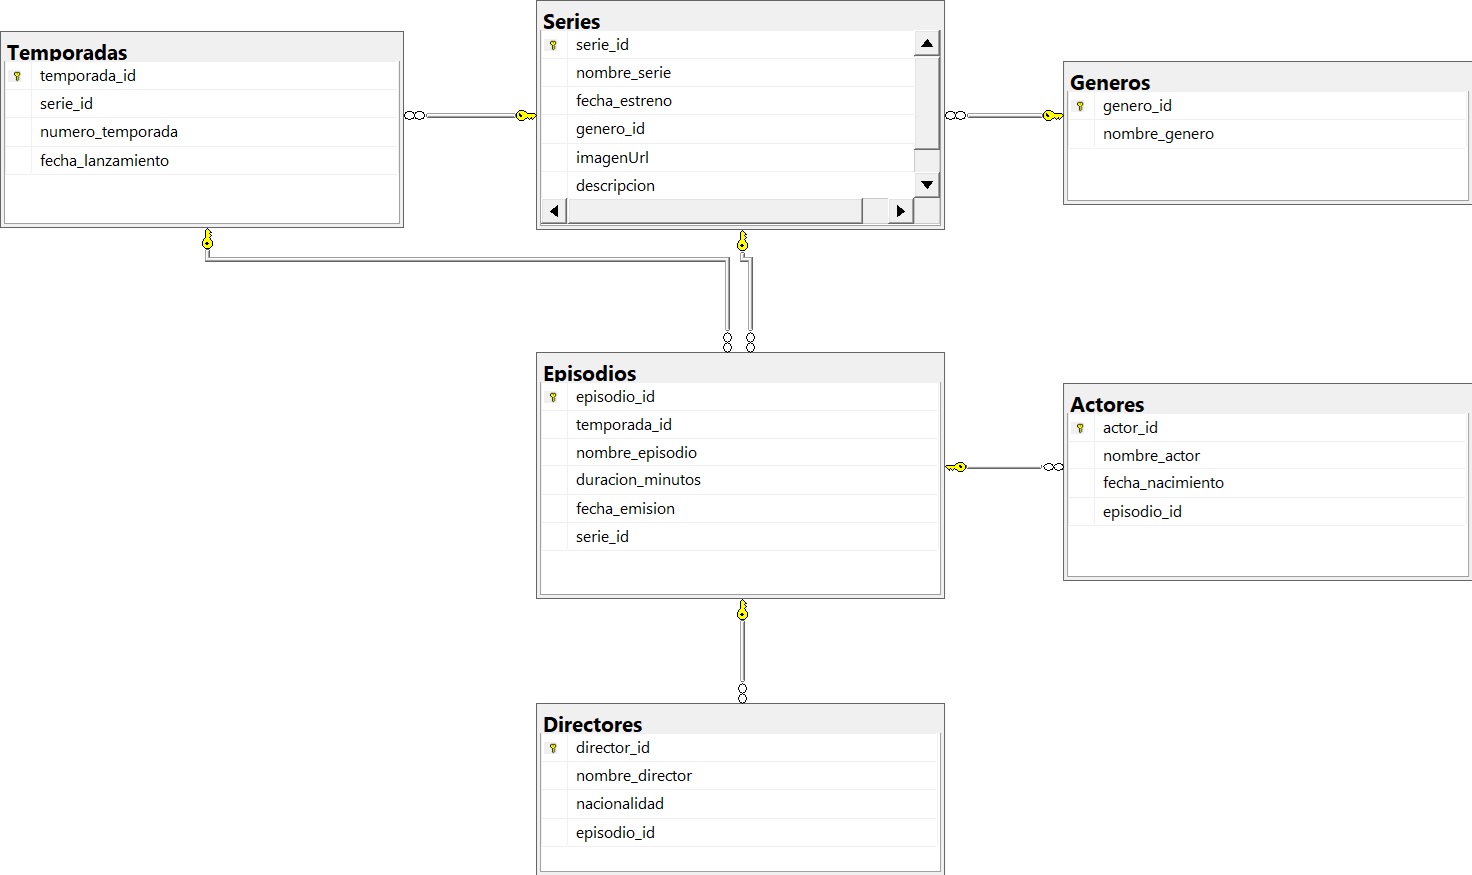 Temporadas
temporada_id
serie_id
numero_temporada
fecha_lanzamiento
Series
serie_id
nombre_serie
fecha_estreno
genero_id
imagenUrl
descripcion
Generos
genero_id
nombre_genero
Episodios
episodio_id
temporada_id
nombre_episodio
duracion_minutos
fecha_emision
serie_id
Actores
actor_id
nombre_actor
fecha_nacimiento
episodio_id
Directores
director_id
nombre_director
nacionalidad
episodio_id